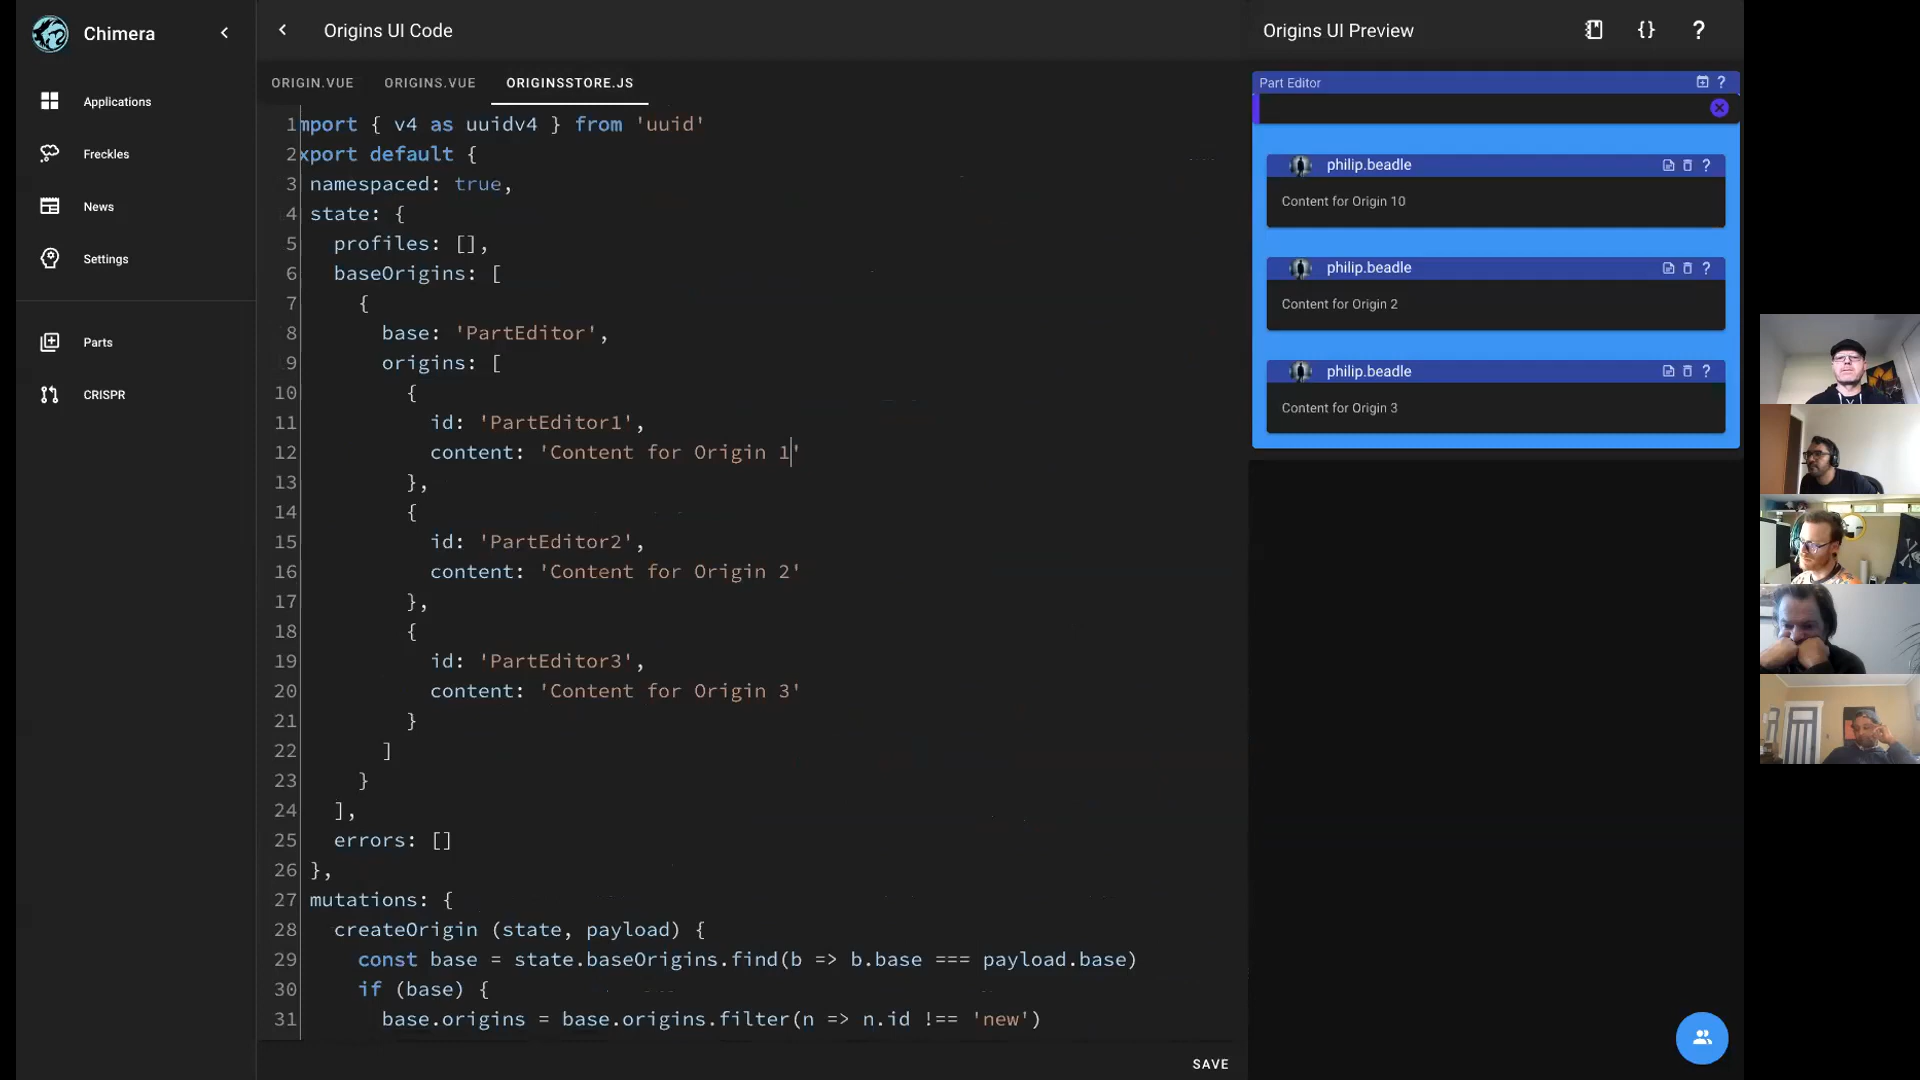 Chimera
Applications
Freckles
News
Settings
Parts
CRISPR
Origins UI Code
ORIGIN.VUE ORIGINS.VUE ORIGINSSTORE.JS
1 mport { v4 as uuidv4 } from 'uuid'
2 xport default {
3 namespaced: true,
4 state: {
5 profiles: [],
6 baseOrigins: [
7 {
8 base: 'PartEditor',
9 origins: [
10 {
11 id: 'PartEditor1',
12 content: 'Content for Origin 1'
13 },
14 {
15 id: 'PartEditor2',
16 content: 'Content for Origin 2'
17 },
18 {
19 id: 'PartEditor3',
20 content: 'Content for Origin 3'
21 }
22 ]
23 }
24 ],
25 errors: []
26 },
27 mutations: {
28 createOrigin (state, payload) {
29 const base = state.baseOrigins.find(b => b.base === payload.base)
30 if (base) {
31 base.origins = base.origins.filter(n => n.id !== 'new')
SAVE
Origins UI Preview {} ?
Part Editor ?
philip.beadle ?
Content for Origin 10
philip.beadle ?
Content for Origin 2
philip.beadle ?
Content for Origin 3